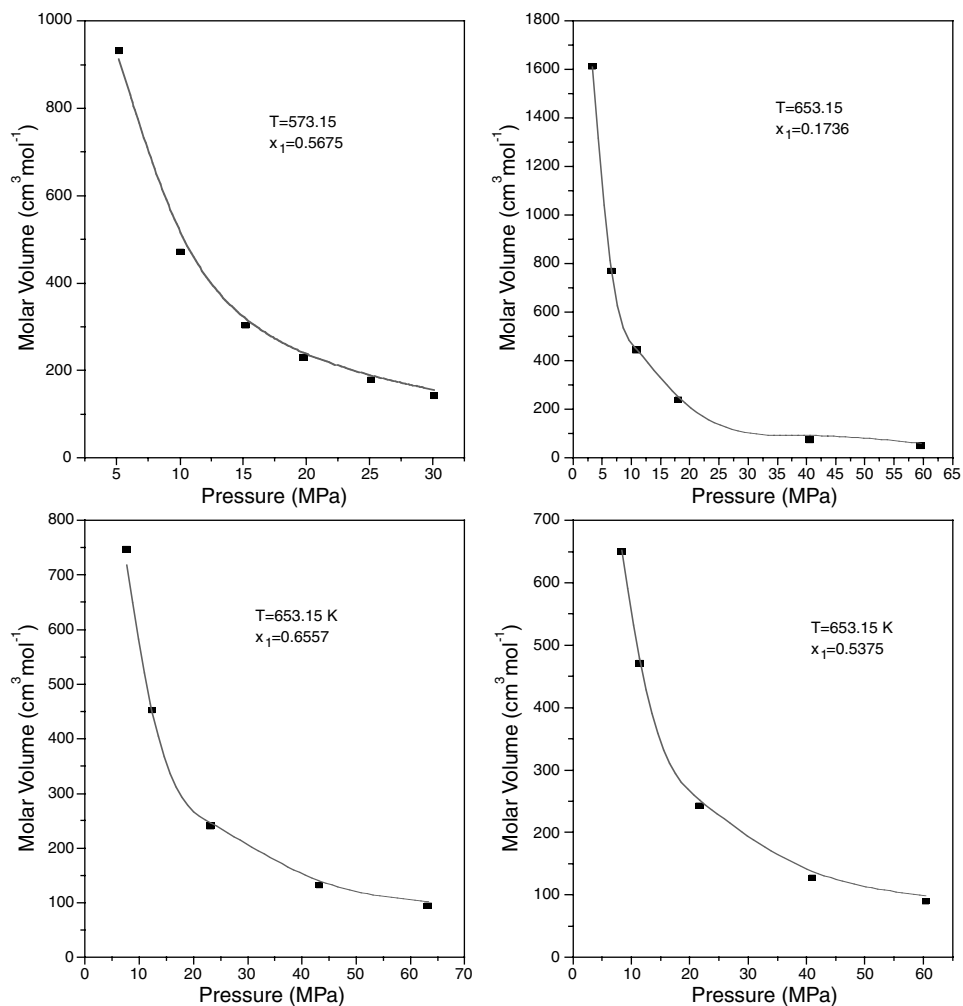 1000
800
600
400
200
0
Molar Volume (cm³mol⁻¹)
T=573.15
x₁=0.5675
5 10 15 20 25 30
Pressure (MPa)
1800
1600
1400
1200
1000
800
600
400
200
0
Molar Volume (cm³mol⁻¹)
T=653.15
x₁=0.1736
0 5 10 15 20 25 30 35 40 45 50 55 60 65
Pressure (MPa)
800
700
600
500
400
300
200
100
0
Molar Volume (cm³mol⁻¹)
T=653.15 K
x₁=0.6557
0 10 20 30 40 50 60 70
Pressure (MPa)
700
600
500
400
300
200
100
0
Molar Volume (cm³mol⁻¹)
T=653.15 K
x₁=0.5375
0 10 20 30 40 50 60
Pressure (MPa)